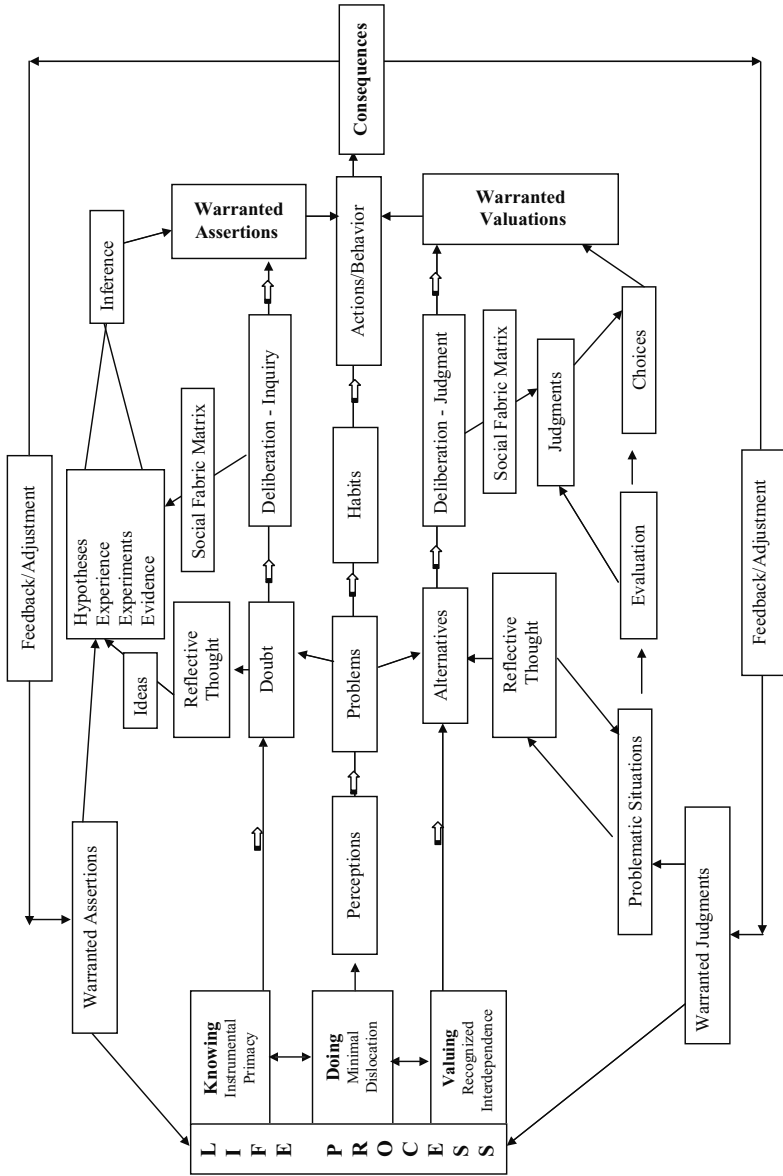 Feedback/Adjustment
Warranted Assertions
Ideas
Hypotheses
Experience
Experiments
Evidence
Inference
Social Fabric Matrix
Reflective
Thought
Knowing
Instrumental
Primacy
Doubt
Deliberation - Inquiry
Warranted
Assertions
LIFE PROCESS
Doing
Minimal
Dislocation
Perceptions
Problems
Habits
Actions/Behavior
Consequences
Valuing
Recognized
Interdependence
Alternatives
Deliberation - Judgment
Warranted
Valuations
Reflective
Thought
Social Fabric Matrix
Judgments
Problematic Situations
Evaluation
Choices
Warranted Judgments
Feedback/Adjustment